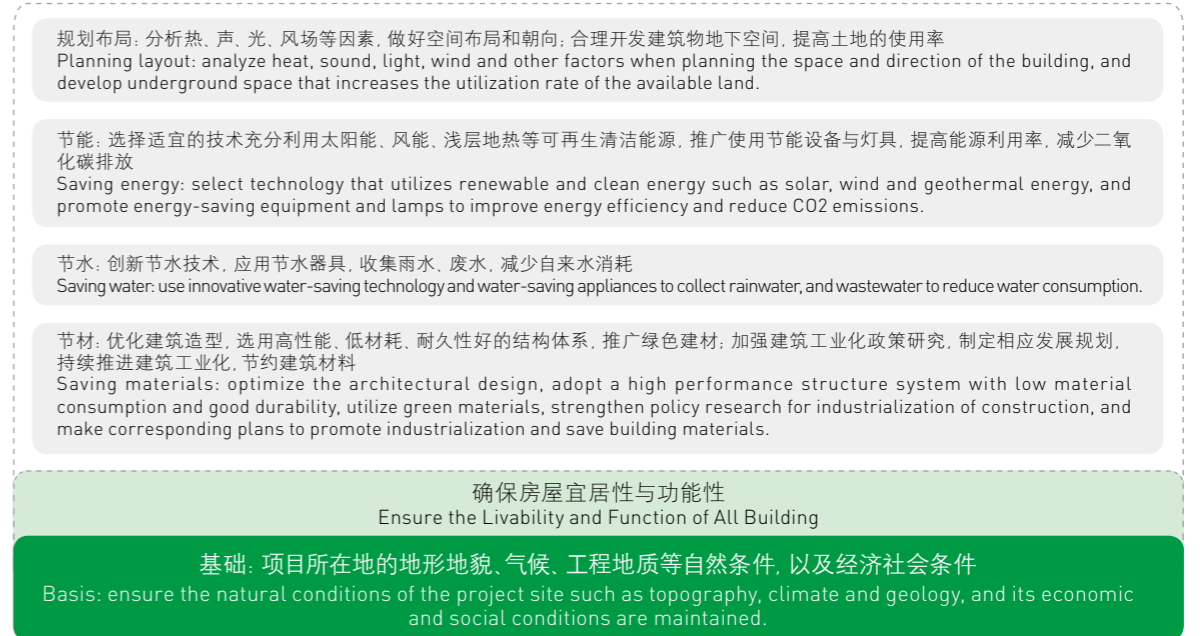 规划布局: 分析热、声、光、风场等因素, 做好空间布局和朝向; 合理开发建筑物地下空间, 提高土地的使用率
Planning layout: analyze heat, sound, light, wind and other factors when planning the space and direction of the building, and
develop underground space that increases the utilization rate of the available land.
节能: 选择适宜的技术充分利用太阳能、风能、浅层地热等可再生清洁能源, 推广使用节能设备与灯具, 提高能源利用率, 减少二氧
化碳排放
Saving energy: select technology that utilizes renewable and clean energy such as solar, wind and geothermal energy, and
promote energy-saving equipment and lamps to improve energy efficiency and reduce CO2 emissions.
节水: 创新节水技术, 应用节水器具, 收集雨水、废水, 减少自来水消耗
Saving water: use innovative water-saving technology and water-saving appliances to collect rainwater, and wastewater to reduce water consumption.
节材: 优化建筑造型, 选用高性能、低材耗、耐久性好的结构体系, 推广绿色建材; 加强建筑工业化政策研究, 制定相应发展规划,
持续推进建筑工业化, 节约建筑材料
Saving materials: optimize the architectural design, adopt a high performance structure system with low material
consumption and good durability, utilize green materials, strengthen policy research for industrialization of construction, and
make corresponding plans to promote industrialization and save building materials.
确保房屋宜居性与功能性
Ensure the Livability and Function of All Building
基础: 项目所在地的地形地貌、气候、工程地质等自然条件, 以及经济社会条件
Basis: ensure the natural conditions of the project site such as topography, climate and geology, and its economic
and social conditions are maintained.